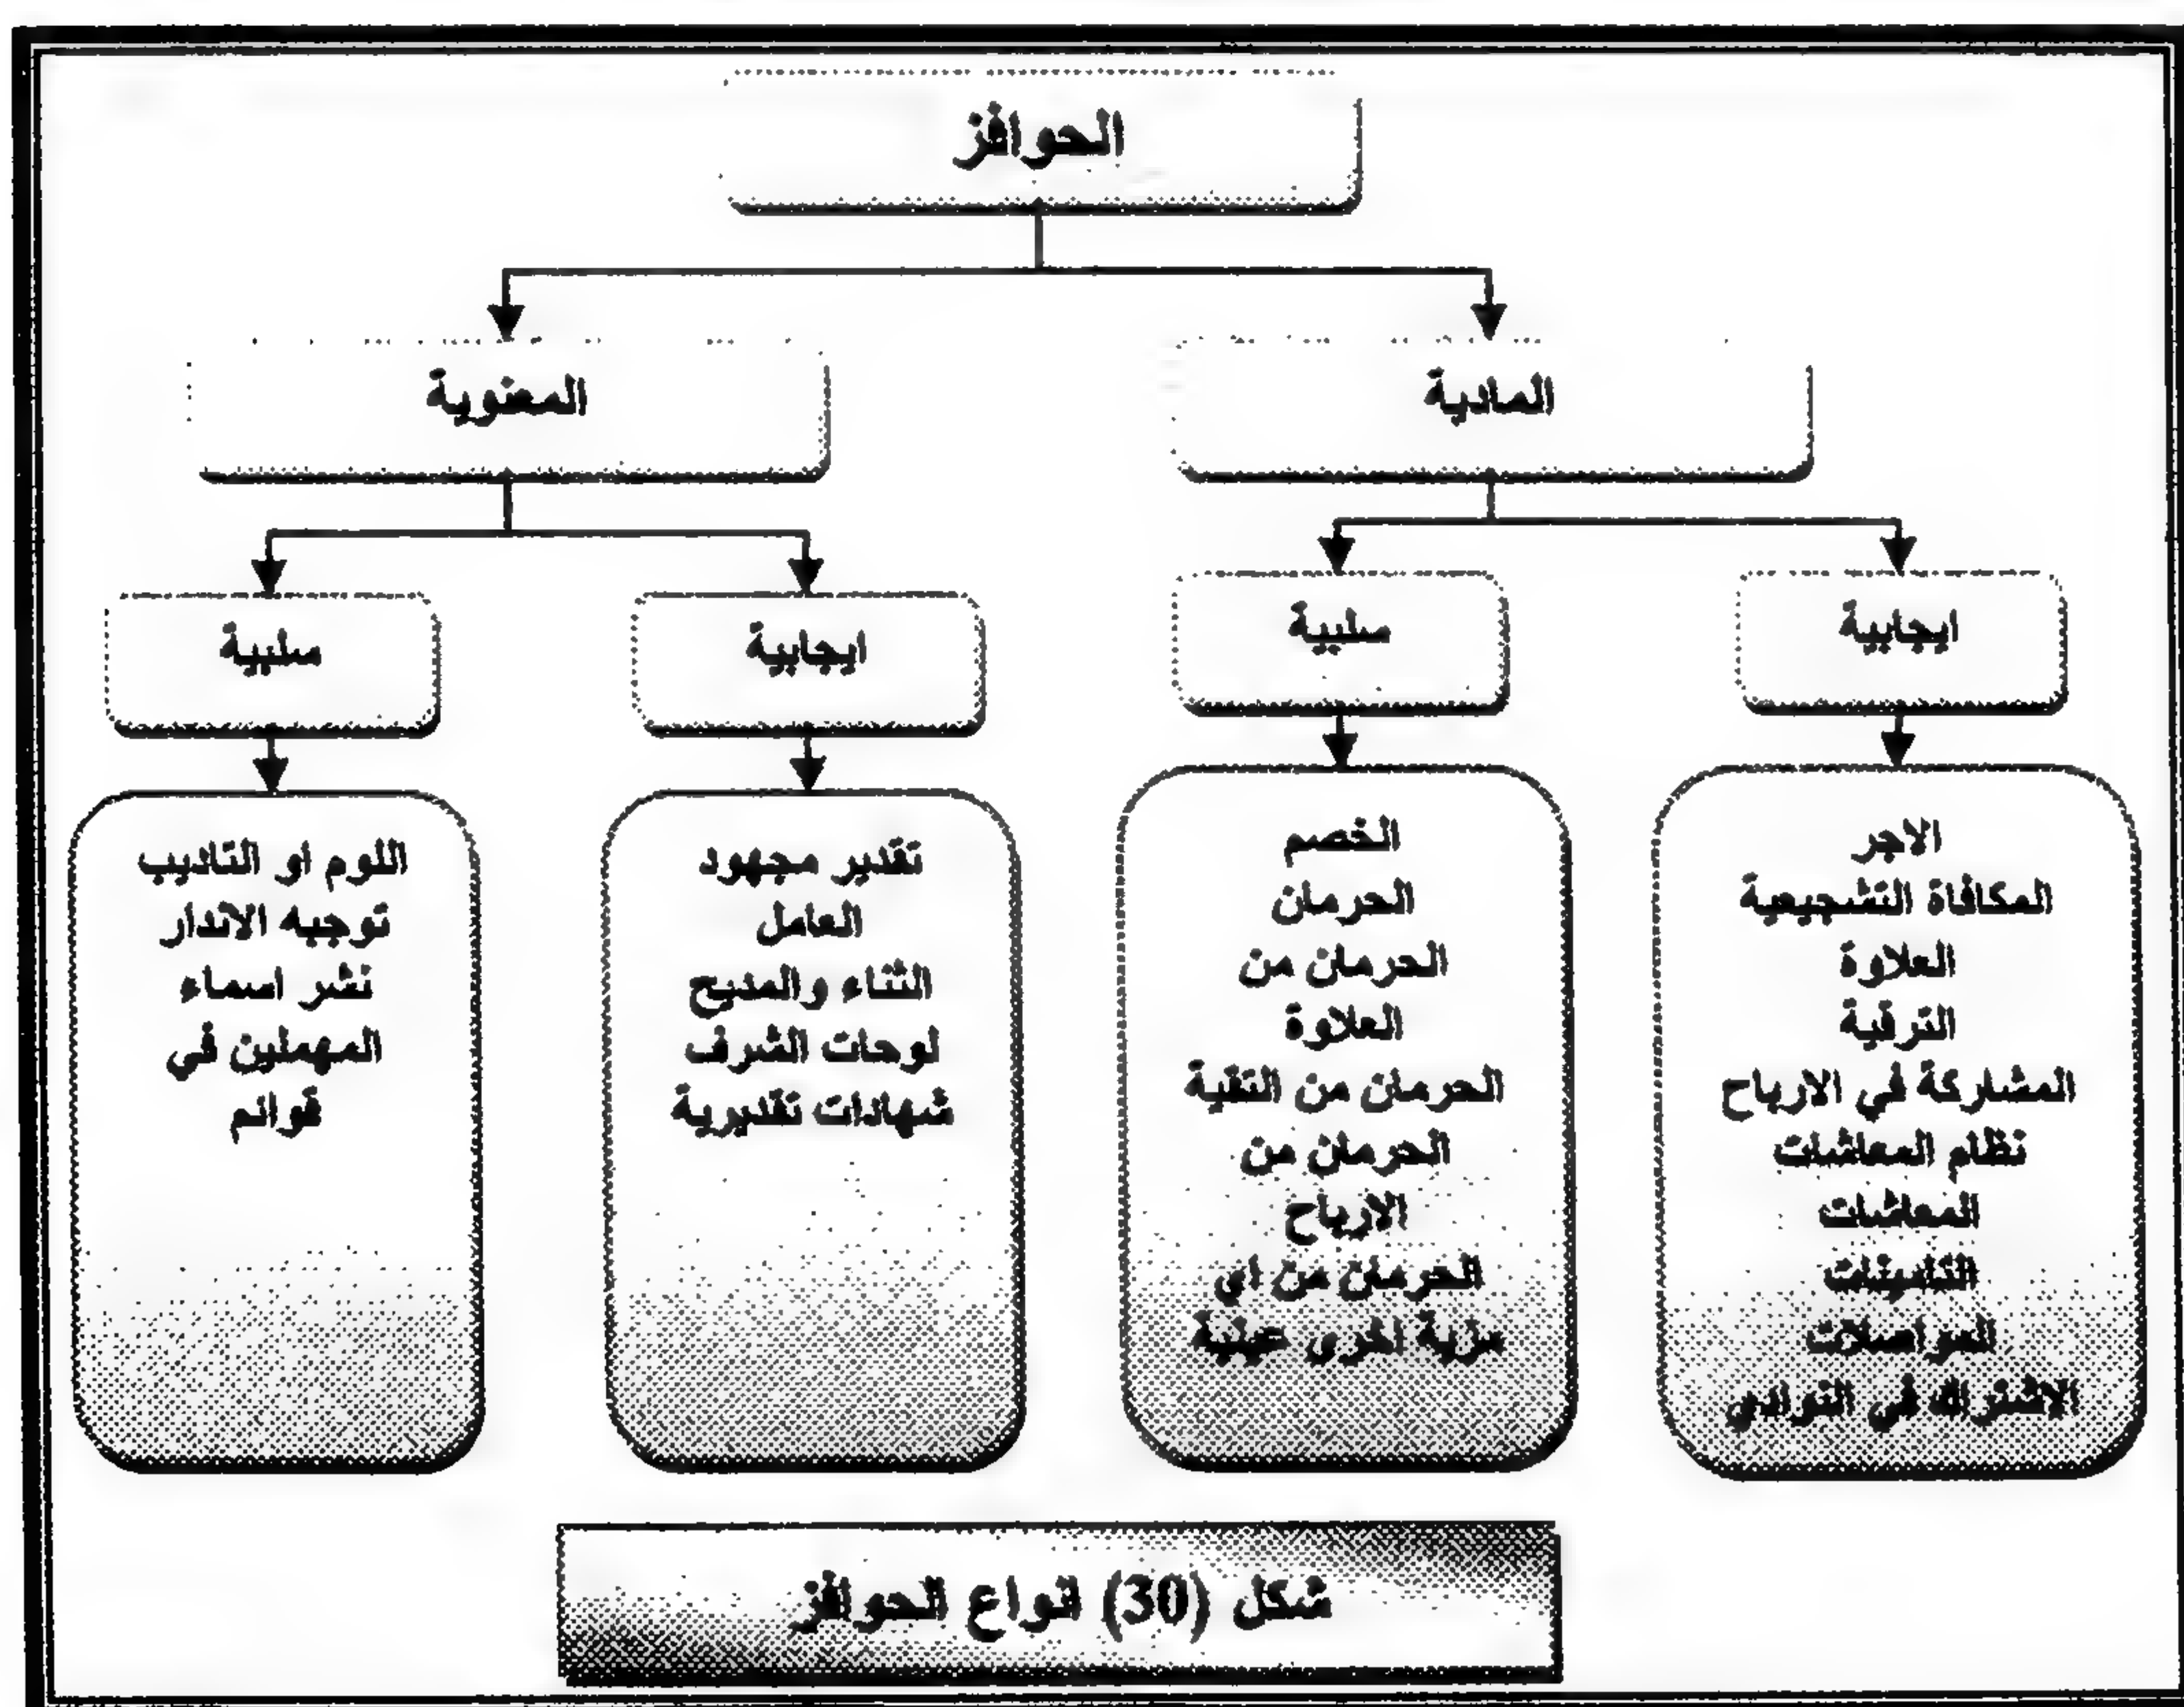 الحوافز
المادية
المعنوية
ايجابية
سلبية
ايجابية
سلبية
الاجر
المكافاة التشجيعية
العلاوة
الترقية
المشاركة في الارباح
نظام المعاشات
المعاشات
التامينات
المواصلات
الاشتراك في النوادي
الخصم
الحرمان
الحرمان من
العلاوة
الحرمان من التقية
الحرمان من
الارباح
الحرمان من اي
مزية اخرى عينية
تقدير مجهود
العامل
الثناء والمديح
لوحات الشرف
شهادات تقديرية
اللوم او التاديب
توجيه الاندار
نشر اسماء
المهملين في
قوائم
شكل (30) انواع الحوافز